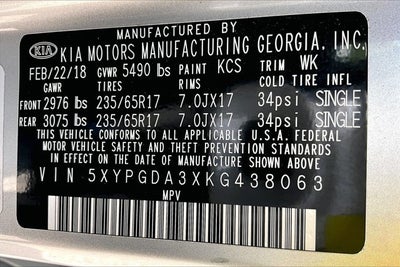 MANUFACTURED BY
KIA KIA MOTORS MANUFACTURING GEORGIA, INC.
FEB/22/18 GVWR 5490 lbs PAINT KCS TRIM WK
GAWR TIRES RIMS COLD TIRE INFL
FRONT 2976 lbs 235/65R17 7.0JX17 34psi SINGLE
REAR 3075 lbs 235/65R17 7.0JX17 34psi SINGLE
THIS VEHICLE CONFORMS TO ALL APPLICABLE U.S.A. FEDERAL
MOTOR VEHICLE SAFETY AND THEFT PREVENTION STANDARDS
IN EFFECT ON THE DATE OF MANUFACTURE SHOWN ABOVE
VIN 5XYPGDA3XKG438063
MPV